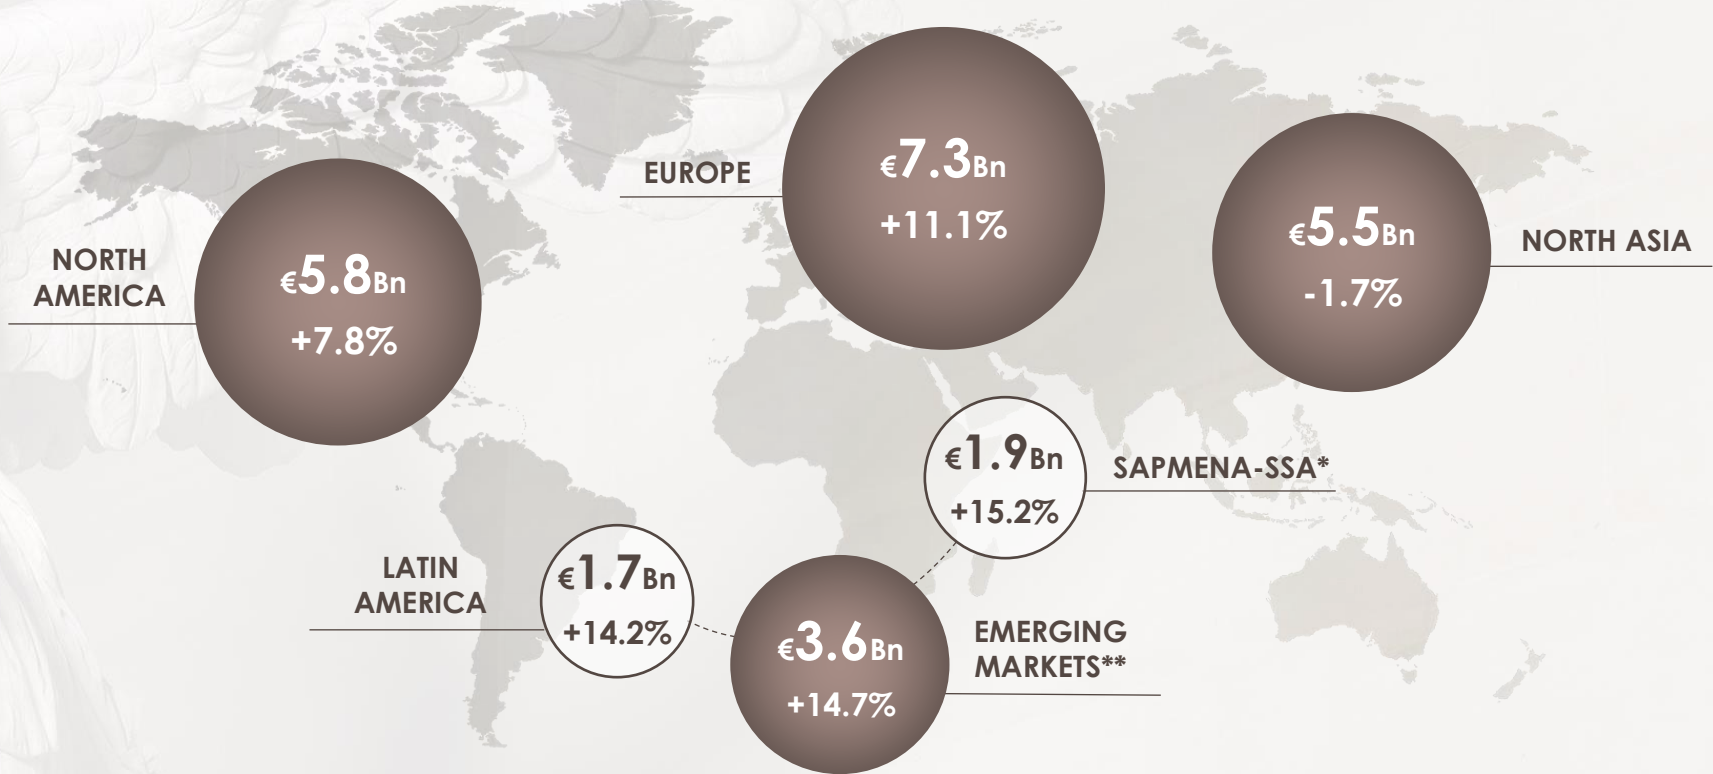 NORTH
AMERICA
€5.8Bn
+7.8%
EUROPE
€7.3Bn
+11.1%
€5.5Bn
-1.7%
NORTH ASIA
€1.9Bn
+15.2%
SAPMENA-SSA*
LATIN
AMERICA
€1.7Bn
+14.2%
€3.6Bn
+14.7%
EMERGING
MARKETS**